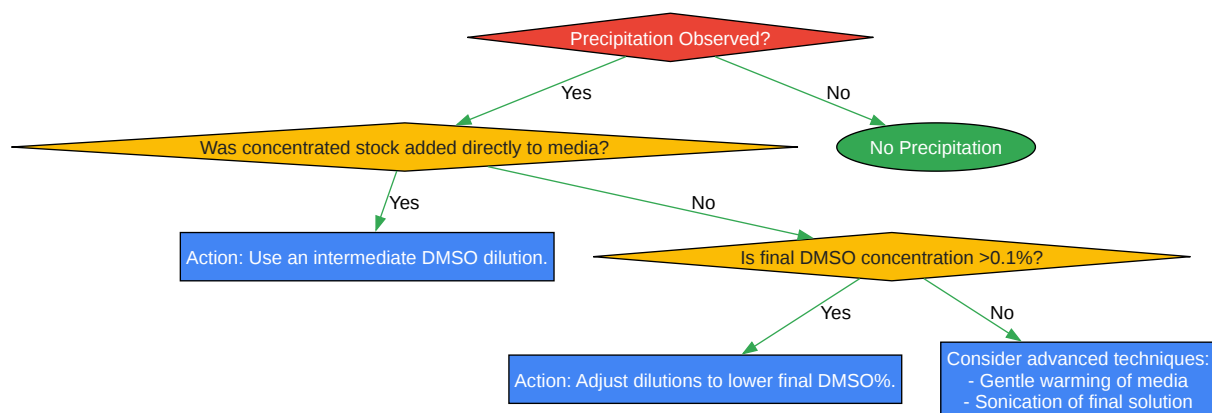 Precipitation Observed?
Yes
No
Was concentrated stock added directly to media?
No Precipitation
Yes
No
Action: Use an intermediate DMSO dilution.
Is final DMSO concentration >0.1%?
Yes
No
Action: Adjust dilutions to lower final DMSO%.
Consider advanced techniques:
- Gentle warming of media
- Sonication of final solution